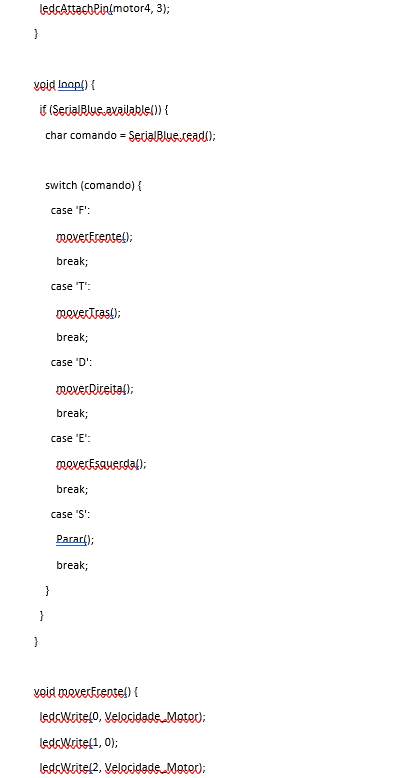 ledcAttachPin(motor4, 3);
}
void loop() {
if (SerialBlue.available()) {
char comando = SerialBlue.read();
switch (comando) {
case 'F':
moverFrente();
break;
case 'T':
moverTras();
break;
case 'D':
moverDireita();
break;
case 'E':
moverEsquerda();
break;
case 'S':
Parar();
break;
}
}
}
void moverFrente() {
ledcWrite(0, Velocidade_Motor);
ledcWrite(1, 0);
ledcWrite(2, Velocidade_Motor);